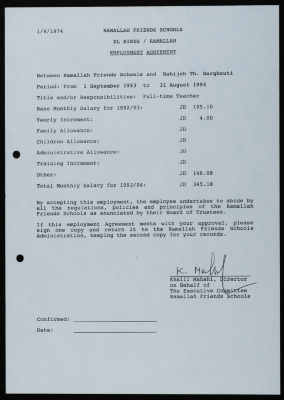 1/9/1974
RAMALLAH FRIENDS SCHOOLS
EL BIREH / RAMALLAH
EMPLOYMENT AGREEMENT
Between Ramallah Friends Schools and Bahijeh Th. Barghouti
Period: From 1 September 1993 to 31 August 1994
Title and/or Responsibilities: Full-time Teacher
Base Monthly Salary for 1992/93: JD 195.10
Yearly Increment: JD 4.00
Family Allowance: JD
Children Allowance: JD
Administrative Allowance: JD
Training Increment: JD
Other: JD 146.08
Total Monthly Salary for 1993/94: JD 345.18
By accepting this employment, the employee undertakes to abide by
all the regulations, policies and principles of the Ramallah
Friends Schools as enunciated by their Board of Trustees.
If this employment Agreement meets with your approval, please
sign one copy and return it to the Ramallah Friends Schools
Administration, keeping the second copy for your records.
Khalil Mahshi, Director
on Behalf of
The Executive Committee
Ramallah Friends Schools
Confirmed:
Date: